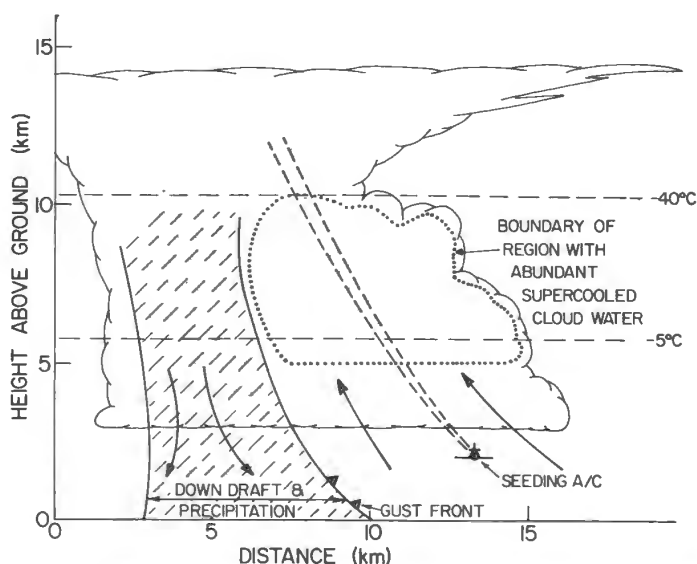 15
10
5
0
HEIGHT ABOVE GROUND (km)
-40°C
BOUNDARY OF
REGION WITH
ABUNDANT
SUPERCOOLED
CLOUD WATER
-5°C
SEEDING A/C
DOWN DRAFT &
PRECIPITATION
GUST FRONT
0
5
10
15
DISTANCE (km)